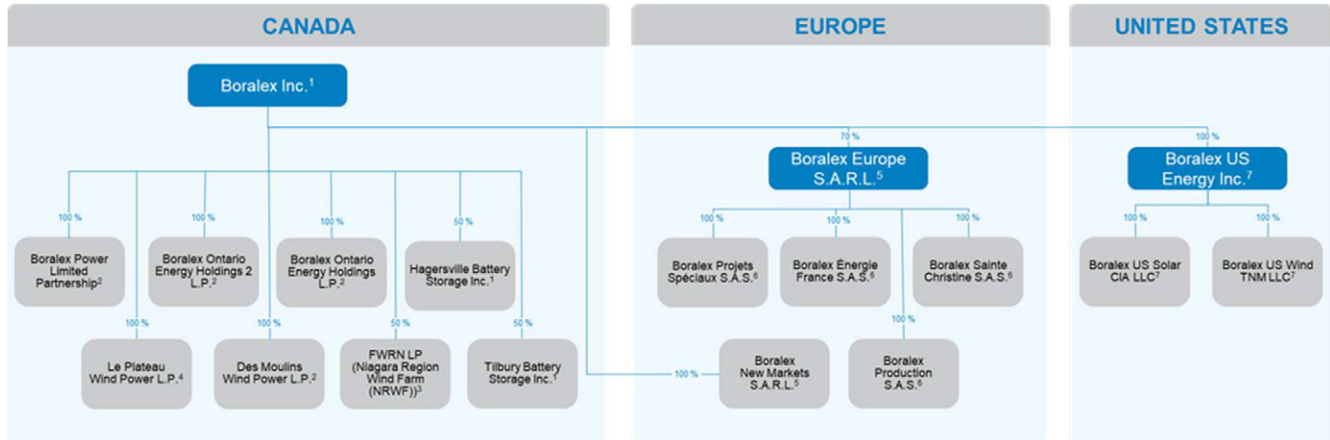 CANADA
EUROPE
UNITED STATES
Boralex Inc.¹
70 %
100 %
Boralex Europe
S.A.R.L.⁵
Boralex US
Energy Inc.⁷
100 %
100 %
100 %
50 %
100 %
100 %
100 %
100 %
100 %
Boralex Power
Limited
Partnership²
Boralex Ontario
Energy Holdings 2
L.P.²
Boralex Ontario
Energy Holdings
L.P.²
Hagersville Battery
Storage Inc.¹
Boralex Projets
Spéciaux S.A.S.⁶
Boralex Énergie
France S.A.S.⁶
Boralex Sainte
Christine S.A.S.⁶
Boralex US Solar
CIA LLC⁷
Boralex US Wind
TNM LLC⁷
100 %
100 %
50 %
50 %
100 %
100 %
Le Plateau
Wind Power L.P.⁴
Des Moulins
Wind Power L.P.²
FWRN LP
(Niagara Region
Wind Farm
(NRWF))³
Tilbury Battery
Storage Inc.¹
Boralex
New Markets
S.A.R.L.⁵
Boralex
Production
S.A.S.⁶